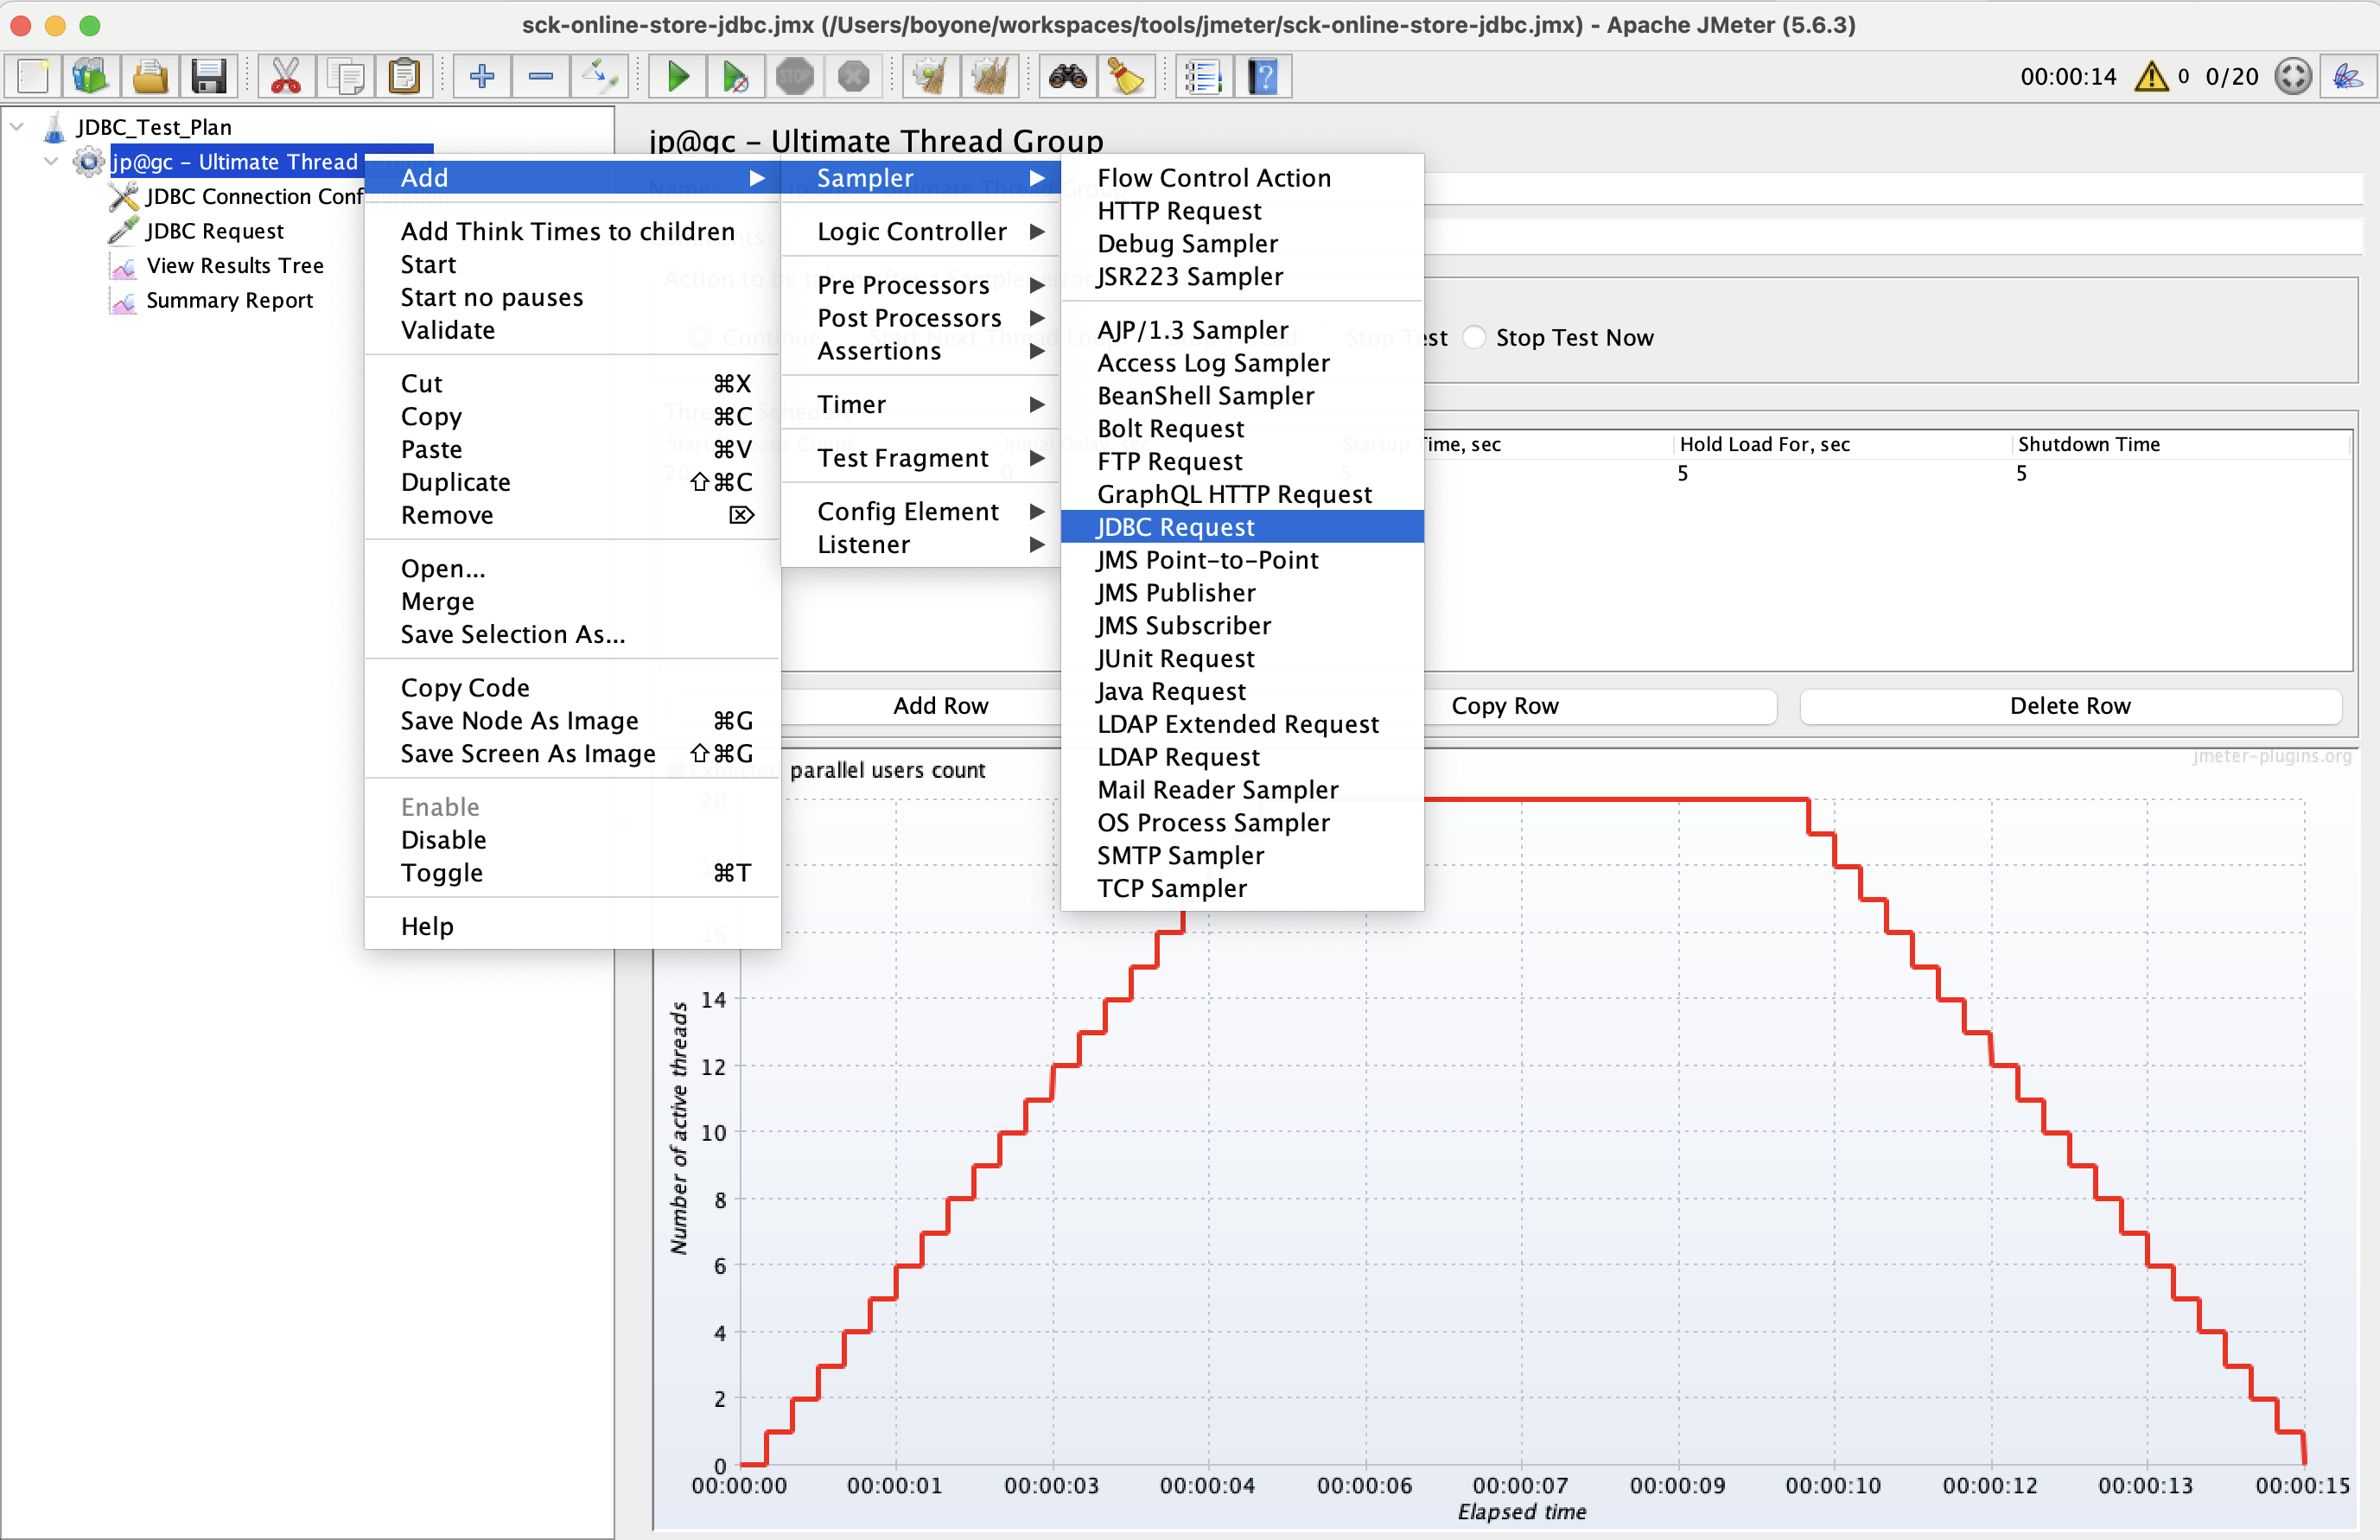 sck-online-store-jdbc.jmx (/Users/boyone/workspaces/tools/jmeter/sck-online-store-jdbc.jmx) - Apache JMeter (5.6.3)
STOP
00:00:14 0 0/20
JDBC_Test_Plan
jp@gc - Ultimate Thread
JDBC Connection Conf
JDBC Request
View Results Tree
Summary Report
Add
Add Think Times to children
Start
Start no pauses
Validate
Cut ⌘X
Copy ⌘C
Paste ⌘V
Duplicate ⇧⌘C
Remove ⌦
Open...
Merge
Save Selection As...
Copy Code
Save Node As Image ⌘G
Save Screen As Image ⇧⌘G
Enable
Disable
Toggle ⌘T
Help
Sampler
Logic Controller
Pre Processors
Post Processors
Assertions
Timer
Test Fragment
Config Element
Listener
Flow Control Action
HTTP Request
Debug Sampler
JSR223 Sampler
AJP/1.3 Sampler
Access Log Sampler
BeanShell Sampler
Bolt Request
FTP Request
GraphQL HTTP Request
JDBC Request
JMS Point-to-Point
JMS Publisher
JMS Subscriber
JUnit Request
Java Request
LDAP Extended Request
LDAP Request
Mail Reader Sampler
OS Process Sampler
SMTP Sampler
TCP Sampler
jp@gc - Ultimate Thread Group
Stop Test Stop Test Now
Startup Time, sec Hold Load For, sec Shutdown Time
5 5 5
Add Row Copy Row Delete Row
Expected parallel users count
jmeter-plugins.org
20
16
14
12
10
8
6
4
2
0
Number of active threads
00:00:00 00:00:01 00:00:03 00:00:04 00:00:06 00:00:07 00:00:09 00:00:10 00:00:12 00:00:13 00:00:15
Elapsed time